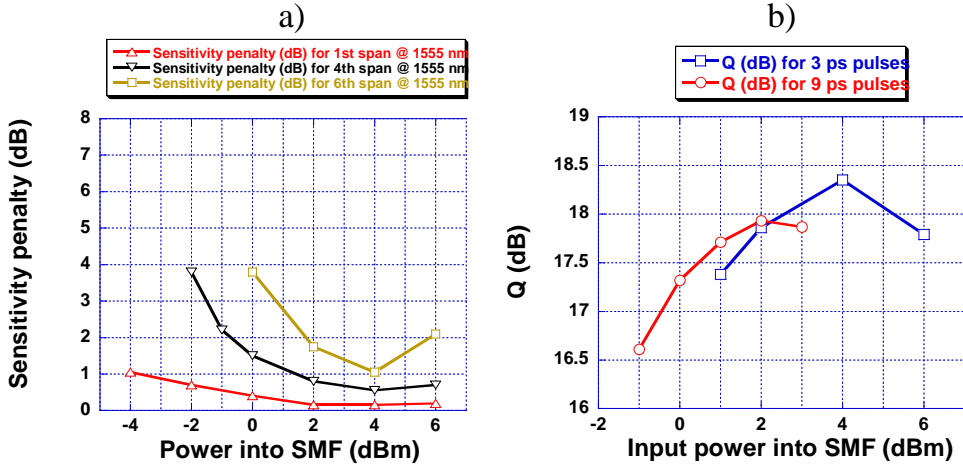 a)
Sensitivity penalty (dB) for 1st span @ 1555 nm
Sensitivity penalty (dB) for 4th span @ 1555 nm
Sensitivity penalty (dB) for 6th span @ 1555 nm
Sensitivity penalty (dB)
8
7
6
5
4
3
2
1
0
-4
-2
0
2
4
6
Power into SMF (dBm)
b)
Q (dB) for 3 ps pulses
Q (dB) for 9 ps pulses
Q (dB)
19
18.5
18
17.5
17
16.5
16
-2
0
2
4
6
Input power into SMF (dBm)